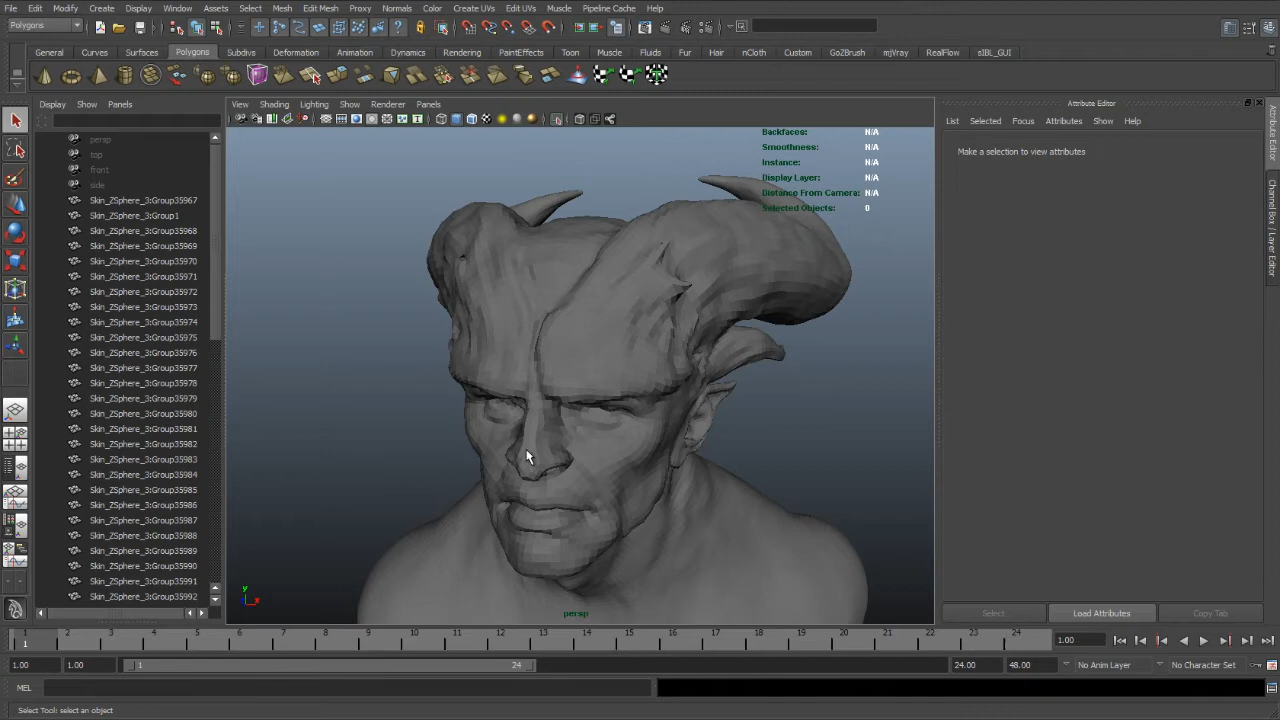 File Modify Create Display Window Assets Select Mesh Edit Mesh Proxy Normals Color Create UVs Edit UVs Muscle Pipeline Cache Help
Polygons
General Curves Surfaces Polygons Subdivs Deformation Animation Dynamics Rendering PaintEffects Toon Muscle Fluids Fur Hair nCloth Custom GoZBrush mjVray RealFlow sIBL_GUI
Display Show Panels
View Shading Lighting Show Renderer Panels
Attribute Editor
List Selected Focus Attributes Show Help
Make a selection to view attributes
Attribute Editor
Channel Box / Layer Editor
persp
top
front
side
Skin_ZSphere_3:Group35967
Skin_ZSphere_3:Group1
Skin_ZSphere_3:Group35968
Skin_ZSphere_3:Group35969
Skin_ZSphere_3:Group35970
Skin_ZSphere_3:Group35971
Skin_ZSphere_3:Group35972
Skin_ZSphere_3:Group35973
Skin_ZSphere_3:Group35974
Skin_ZSphere_3:Group35975
Skin_ZSphere_3:Group35976
Skin_ZSphere_3:Group35977
Skin_ZSphere_3:Group35978
Skin_ZSphere_3:Group35979
Skin_ZSphere_3:Group35980
Skin_ZSphere_3:Group35981
Skin_ZSphere_3:Group35982
Skin_ZSphere_3:Group35983
Skin_ZSphere_3:Group35984
Skin_ZSphere_3:Group35985
Skin_ZSphere_3:Group35986
Skin_ZSphere_3:Group35987
Skin_ZSphere_3:Group35988
Skin_ZSphere_3:Group35989
Skin_ZSphere_3:Group35990
Skin_ZSphere_3:Group35991
Skin_ZSphere_3:Group35992
Backfaces: N/A
Smoothness: N/A
Instance: N/A
Display Layer: N/A
Distance From Camera: N/A
Selected Objects: 0
y
x
persp
Select Load Attributes Copy Tab
1 2 3 4 5 6 7 8 9 10 11 12 13 14 15 16 17 18 19 20 21 22 23 24
1
1.00
1.00 1.00 1 24 24.00 48.00 No Anim Layer No Character Set
MEL
Select Tool: select an object